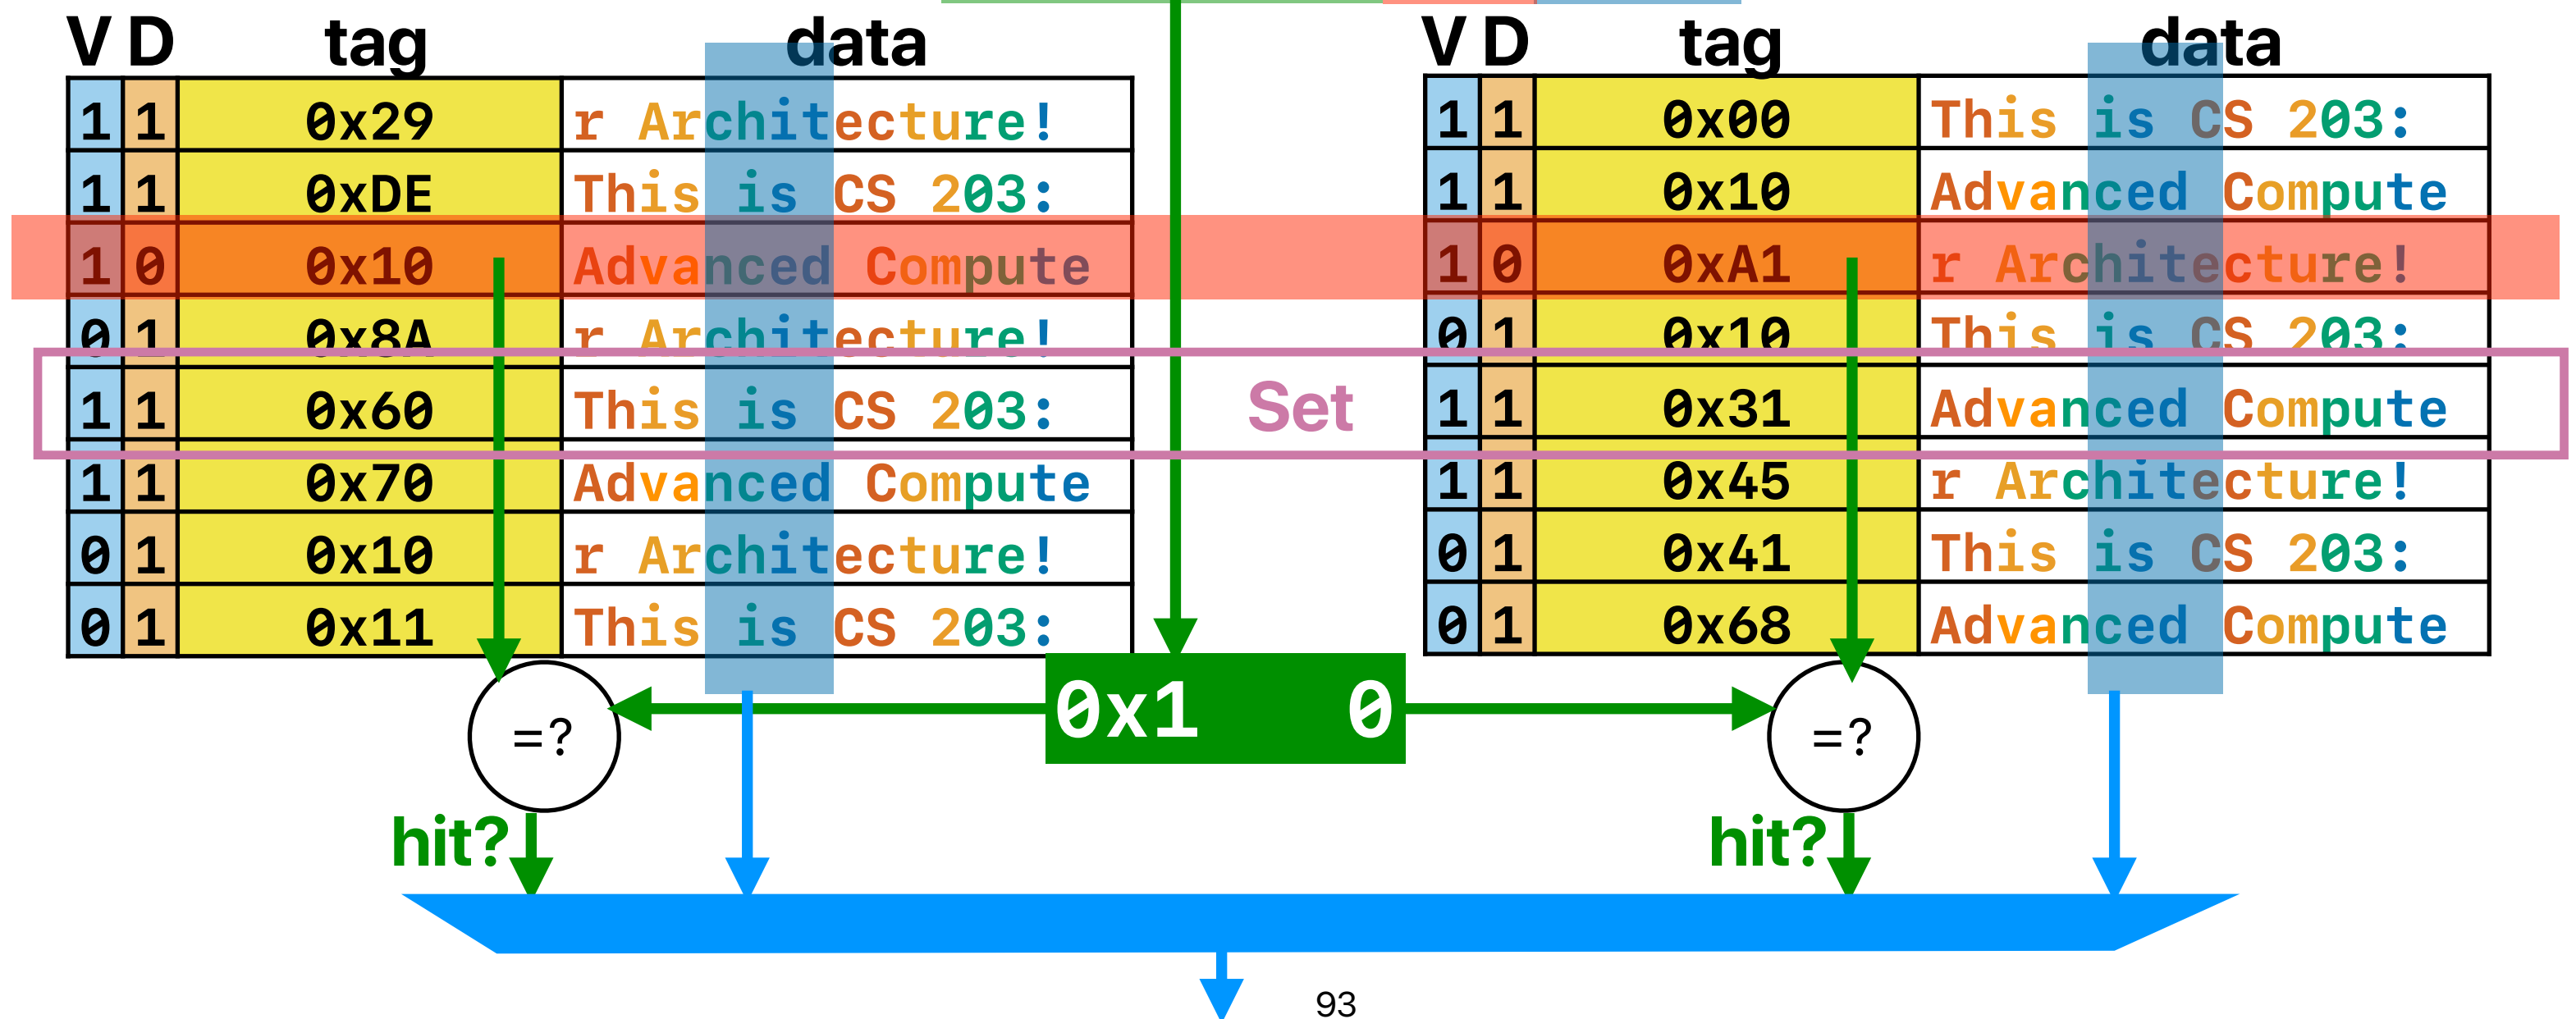 V D tag data V D tag data
1 1 0x29 r Architecture! 1 1 0x00 This is CS 203:
1 1 0xDE This is CS 203: 1 1 0x10 Advanced Compute
1 0 0x10 Advanced Compute 1 0 0xA1 r Architecture!
0 1 0x8A r Architecture! 0 1 0x10 This is CS 203:
1 1 0x60 This is CS 203: Set 1 1 0x31 Advanced Compute
1 1 0x70 Advanced Compute 1 1 0x45 r Architecture!
0 1 0x10 r Architecture! 0 1 0x41 This is CS 203:
0 1 0x11 This is CS 203: 0 1 0x68 Advanced Compute
=? 0x1 0 =?
hit? hit?
93